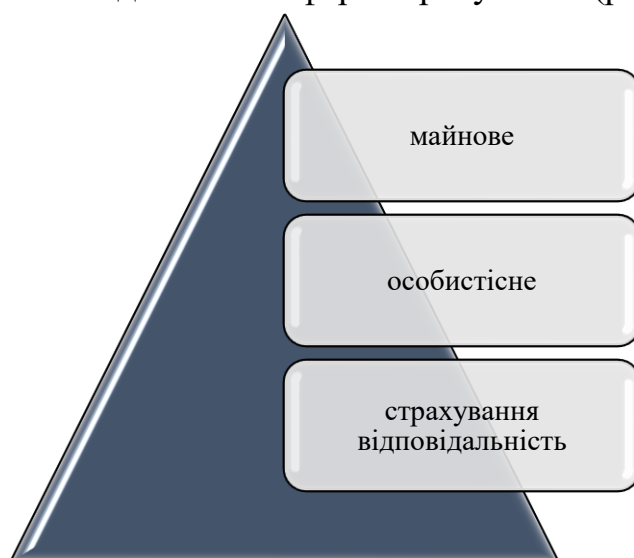 майнове
особистісне
страхування
відповідальність